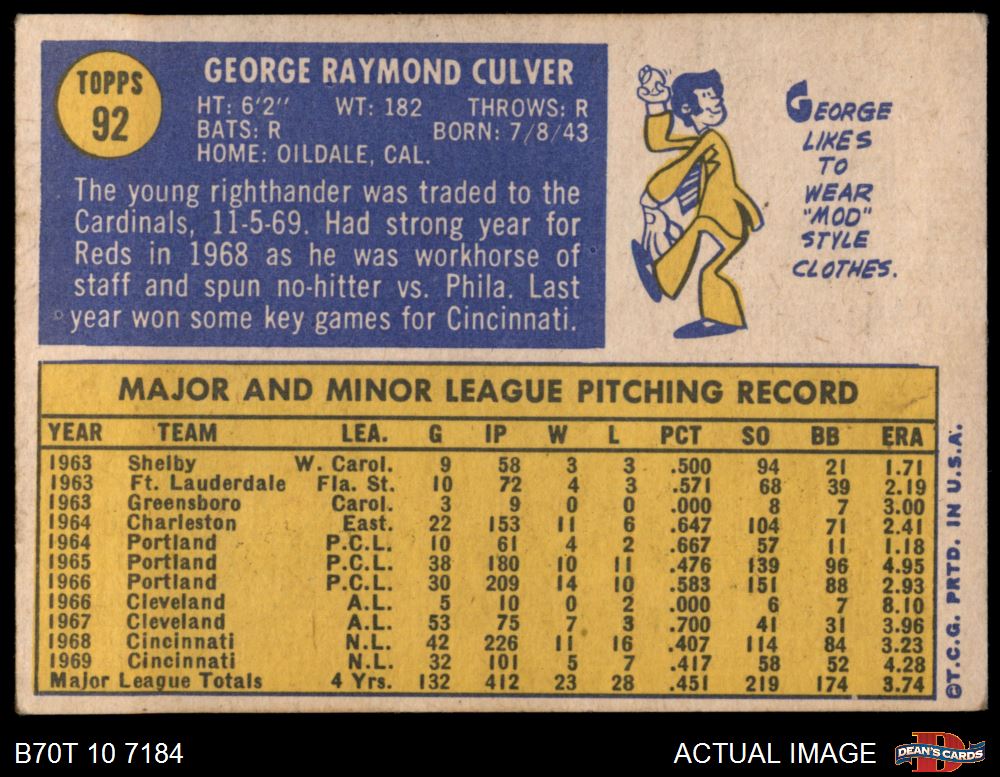 TOPPS
92
GEORGE RAYMOND CULVER
HT: 6'2" WT: 182 THROWS: R
BATS: R BORN: 7/8/43
HOME: OILDALE, CAL.
The young righthander was traded to the
Cardinals, 11-5-69. Had strong year for
Reds in 1968 as he was workhorse of
staff and spun no-hitter vs. Phila. Last
year won some key games for Cincinnati.
GEORGE
LIKES
TO
WEAR
"MOD"
STYLE
CLOTHES.
MAJOR AND MINOR LEAGUE PITCHING RECORD
YEAR TEAM LEA. G IP W L PCT SO BB ERA
1963 Shelby W. Carol. 9 58 3 3 .500 94 21 1.71
1963 Ft. Lauderdale Fla. St. 10 72 4 3 .571 68 39 2.19
1963 Greensboro Carol. 3 9 0 0 .000 8 7 3.00
1964 Charleston East. 22 153 11 6 .647 104 71 2.41
1964 Portland P.C.L. 10 61 4 2 .667 57 11 1.18
1965 Portland P.C.L. 38 180 10 11 .476 139 96 4.95
1966 Portland P.C.L. 30 209 14 10 .583 151 88 2.93
1966 Cleveland A.L. 5 10 0 2 .000 6 7 8.10
1967 Cleveland A.L. 53 75 7 3 .700 41 31 3.96
1968 Cincinnati N.L. 42 226 11 16 .407 114 84 3.23
1969 Cincinnati N.L. 32 101 5 7 .417 58 52 4.28
Major League Totals 4 Yrs. 132 412 23 28 .451 219 174 3.74
©T.C.G. PRTD. IN U.S.A.
B70T 10 7184
ACTUAL IMAGE
D
DEAN'S CARDS